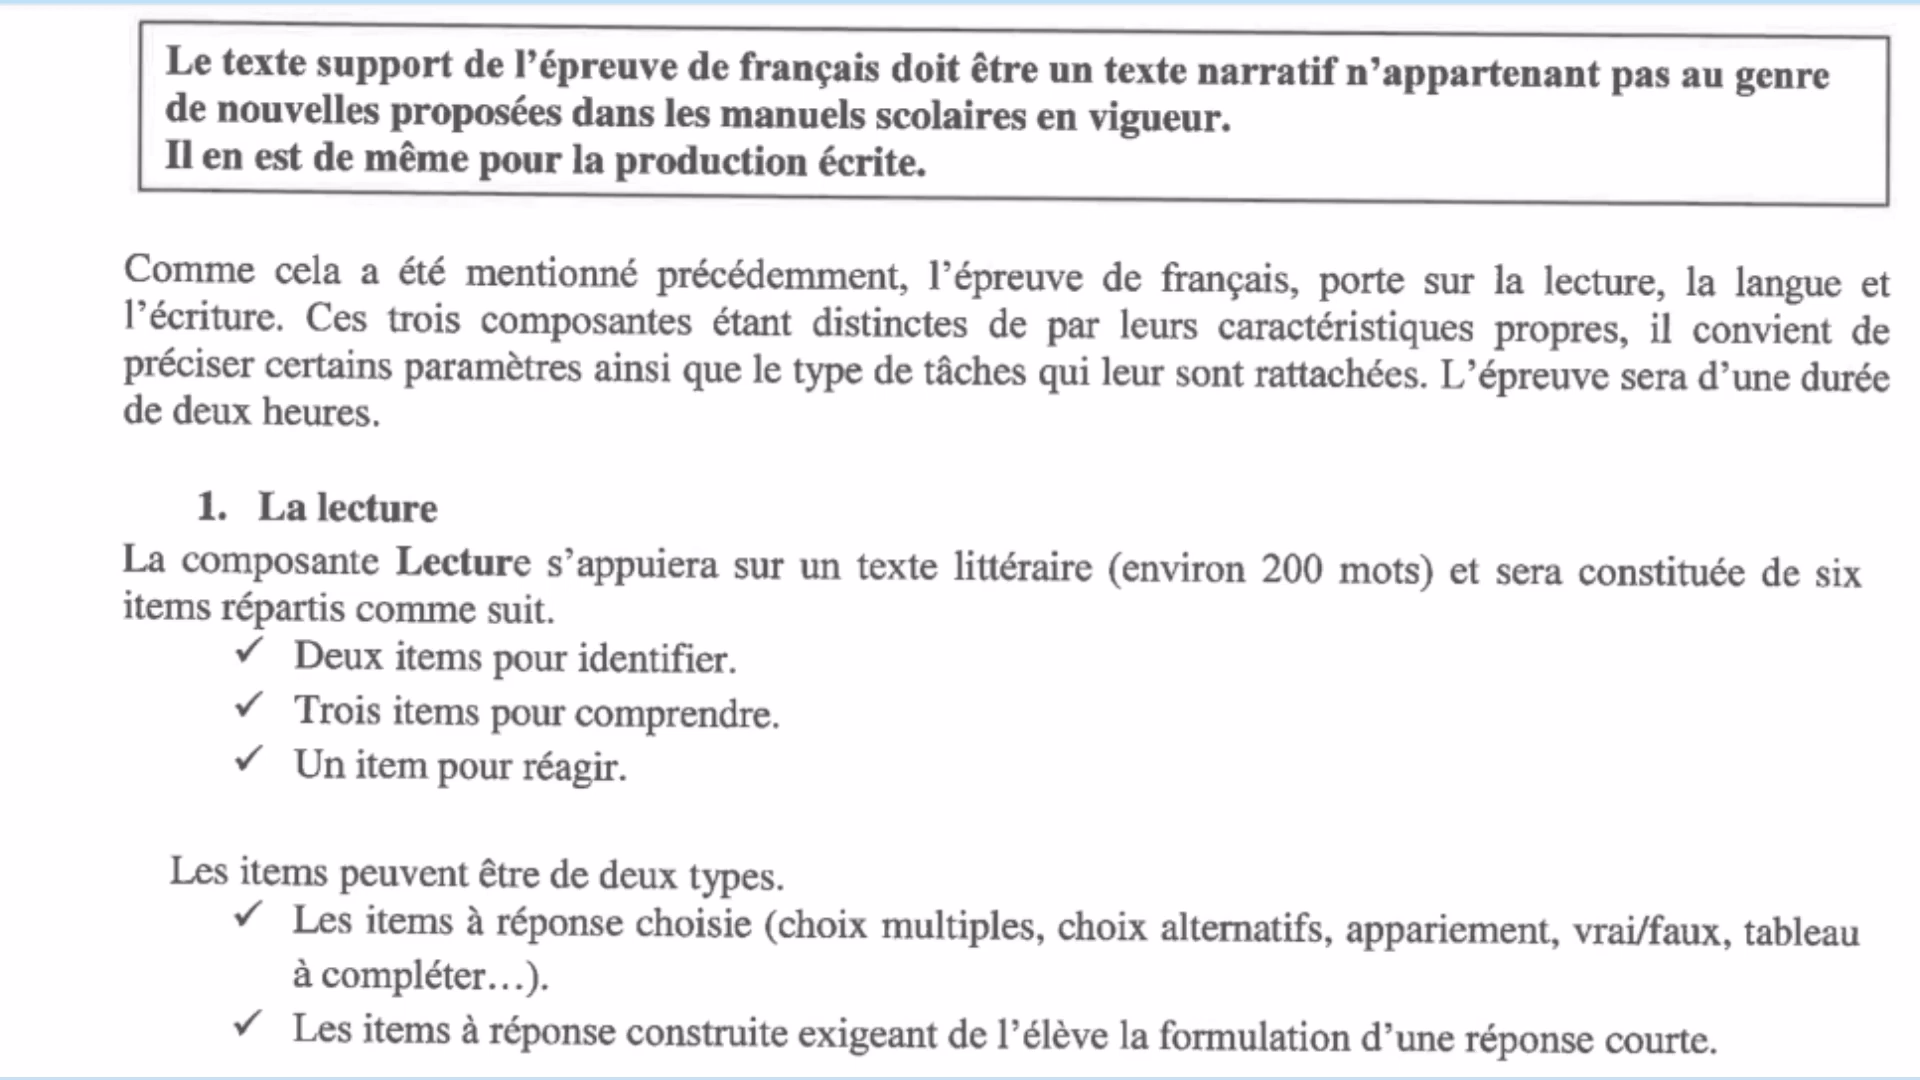 Le texte support de l'épreuve de français doit être un texte narratif n'appartenant pas au genre
de nouvelles proposées dans les manuels scolaires en vigueur.
Il en est de même pour la production écrite.
Comme cela a été mentionné précédemment, l'épreuve de français, porte sur la lecture, la langue et
l'écriture. Ces trois composantes étant distinctes de par leurs caractéristiques propres, il convient de
préciser certains paramètres ainsi que le type de tâches qui leur sont rattachées. L'épreuve sera d'une durée
de deux heures.
1. La lecture
La composante Lecture s'appuiera sur un texte littéraire (environ 200 mots) et sera constituée de six
items répartis comme suit.
✓ Deux items pour identifier.
✓ Trois items pour comprendre.
✓ Un item pour réagir.
Les items peuvent être de deux types.
✓ Les items à réponse choisie (choix multiples, choix alternatifs, appariement, vrai/faux, tableau
à compléter…).
✓ Les items à réponse construite exigeant de l'élève la formulation d'une réponse courte.